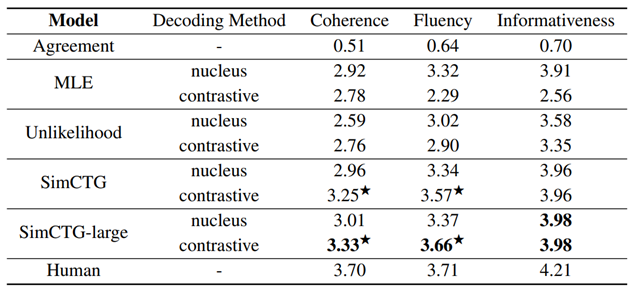 Model Decoding Method Coherence Fluency Informativeness
Agreement - 0.51 0.64 0.70
MLE nucleus 2.92 3.32 3.91
contrastive 2.78 2.29 2.56
Unlikelihood nucleus 2.59 3.02 3.58
contrastive 2.76 2.90 3.35
SimCTG nucleus 2.96 3.34 3.96
contrastive 3.25★ 3.57★ 3.96
SimCTG-large nucleus 3.01 3.37 3.98
contrastive 3.33★ 3.66★ 3.98
Human - 3.70 3.71 4.21